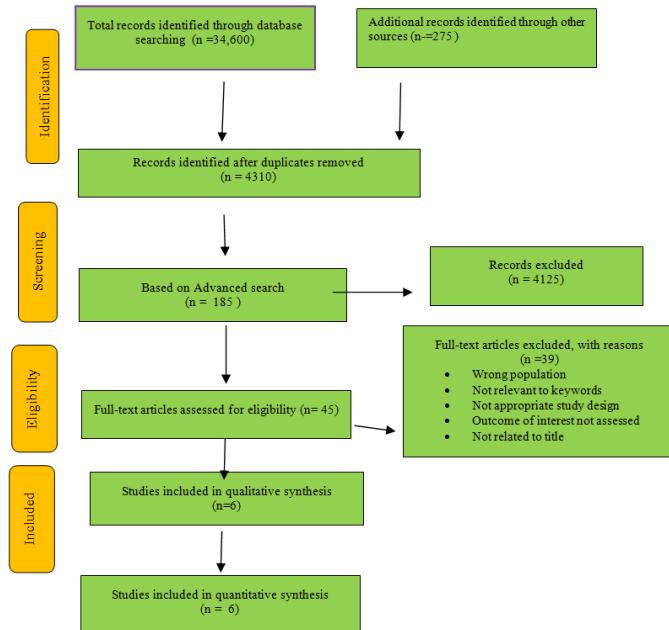 Identification
Total records identified through database
searching (n =34,600)
Additional records identified through other
sources (n-=275 )
Records identified after duplicates removed
(n = 4310)
Screening
Based on Advanced search
(n = 185 )
Records excluded
(n = 4125)
Eligibility
Full-text articles assessed for eligibility (n= 45)
Full-text articles excluded, with reasons
(n =39)
• Wrong population
• Not relevant to keywords
• Not appropriate study design
• Outcome of interest not assessed
• Not related to title
Included
Studies included in qualitative synthesis
(n=6)
Studies included in quantitative synthesis
(n = 6)